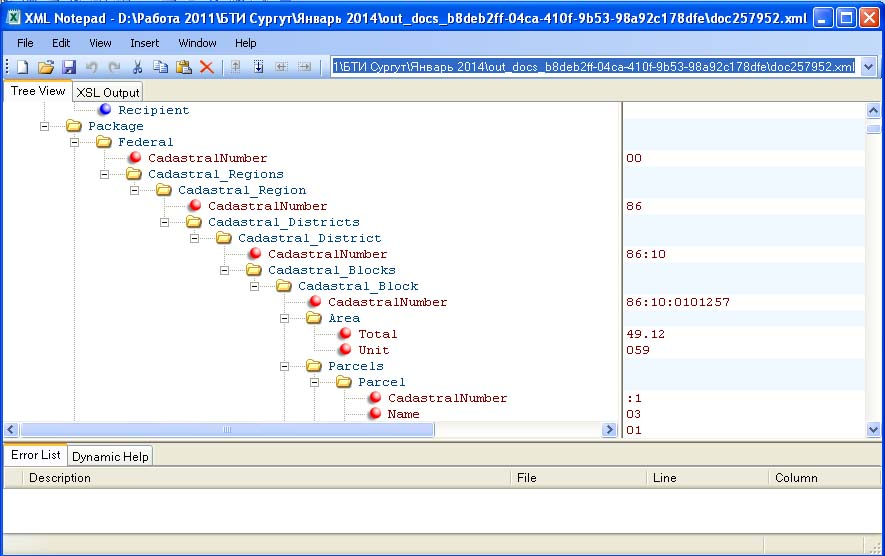 XML Notepad - D:\Работа 2011\БТИ Сургут\Январь 2014\out_docs_b8deb2ff-04ca-410f-9b53-98a92c178dfe\doc257952.xml
File Edit View Insert Window Help
1\БТИ Сургут\Январь 2014\out_docs_b8deb2ff-04ca-410f-9b53-98a92c178dfe\doc257952.xml
Tree View XSL Output
Recipient
Package
Federal
CadastralNumber 00
Cadastral_Regions
Cadastral_Region
CadastralNumber 86
Cadastral_Districts
Cadastral_District
CadastralNumber 86:10
Cadastral_Blocks
Cadastral_Block
CadastralNumber 86:10:0101257
Area
Total 49.12
Unit 059
Parcels
Parcel
CadastralNumber :1
Name 03
01
Error List Dynamic Help
Description File Line Column